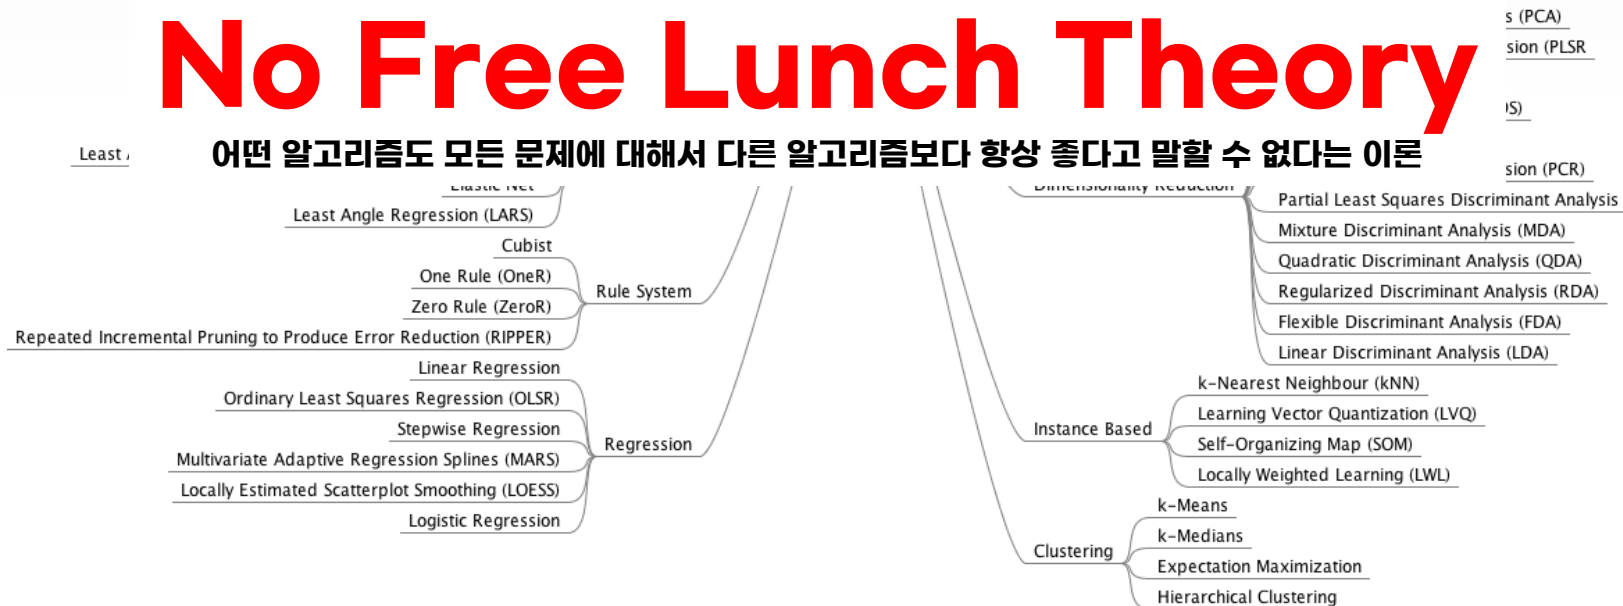 No Free Lunch Theory
어떤 알고리즘도 모든 문제에 대해서 다른 알고리즘보다 항상 좋다고 말할 수 없다는 이론
Least
Elastic Net
Least Angle Regression (LARS)
Cubist
One Rule (OneR)
Zero Rule (ZeroR)
Repeated Incremental Pruning to Produce Error Reduction (RIPPER)
Rule System
Linear Regression
Ordinary Least Squares Regression (OLSR)
Stepwise Regression
Multivariate Adaptive Regression Splines (MARS)
Locally Estimated Scatterplot Smoothing (LOESS)
Logistic Regression
Regression
s (PCA)
sion (PLSR
S)
sion (PCR)
Dimensionality Reduction
Partial Least Squares Discriminant Analysis
Mixture Discriminant Analysis (MDA)
Quadratic Discriminant Analysis (QDA)
Regularized Discriminant Analysis (RDA)
Flexible Discriminant Analysis (FDA)
Linear Discriminant Analysis (LDA)
Instance Based
k-Nearest Neighbour (kNN)
Learning Vector Quantization (LVQ)
Self-Organizing Map (SOM)
Locally Weighted Learning (LWL)
Clustering
k-Means
k-Medians
Expectation Maximization
Hierarchical Clustering